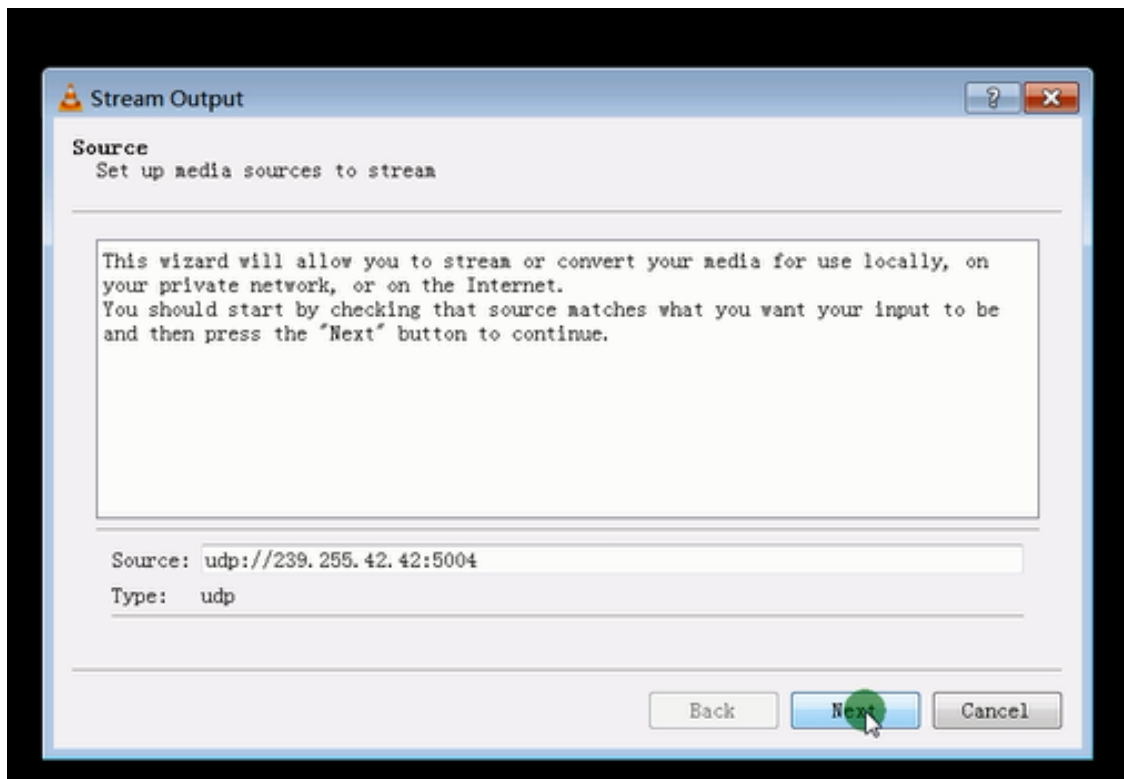 Stream Output
Source
Set up media sources to stream
This wizard will allow you to stream or convert your media for use locally, on
your private network, or on the Internet.
You should start by checking that source matches what you want your input to be
and then press the "Next" button to continue.
Source: udp://239.255.42.42:5004
Type: udp
Back Next Cancel